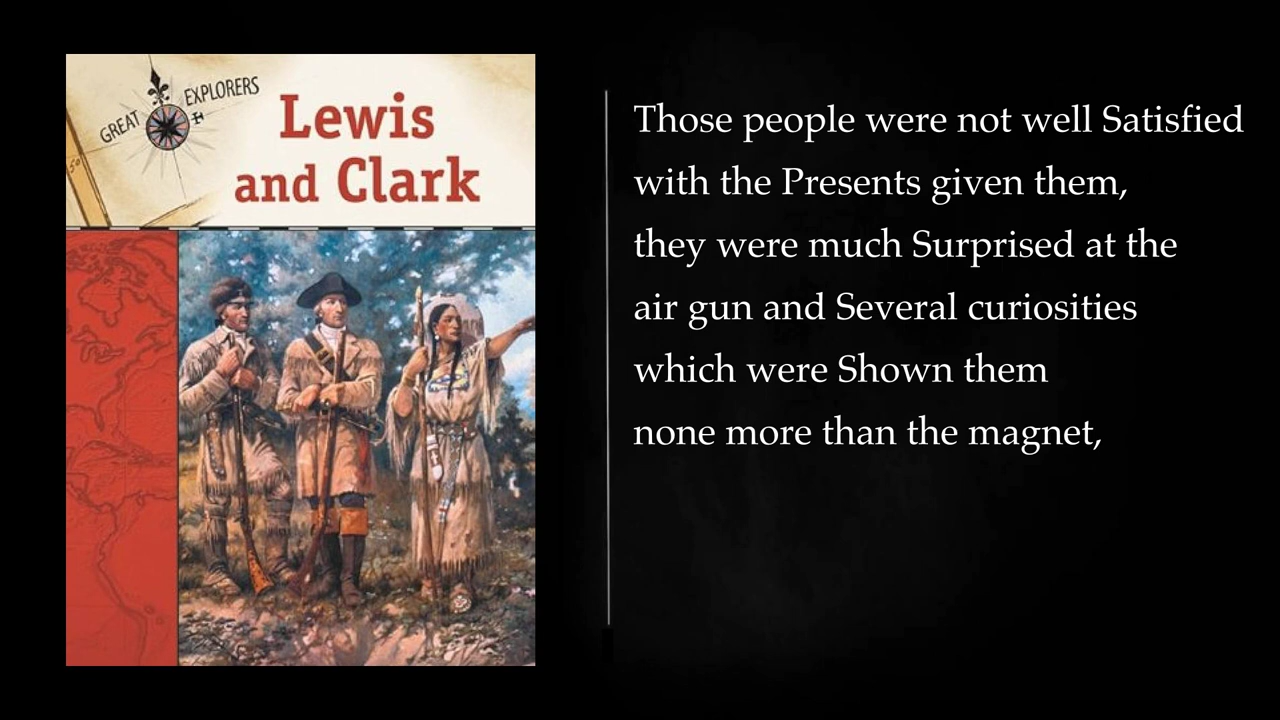 GREAT EXPLORERS
Lewis
and Clark
50
Those people were not well Satisfied
with the Presents given them,
they were much Surprised at the
air gun and Several curiosities
which were Shown them
none more than the magnet,